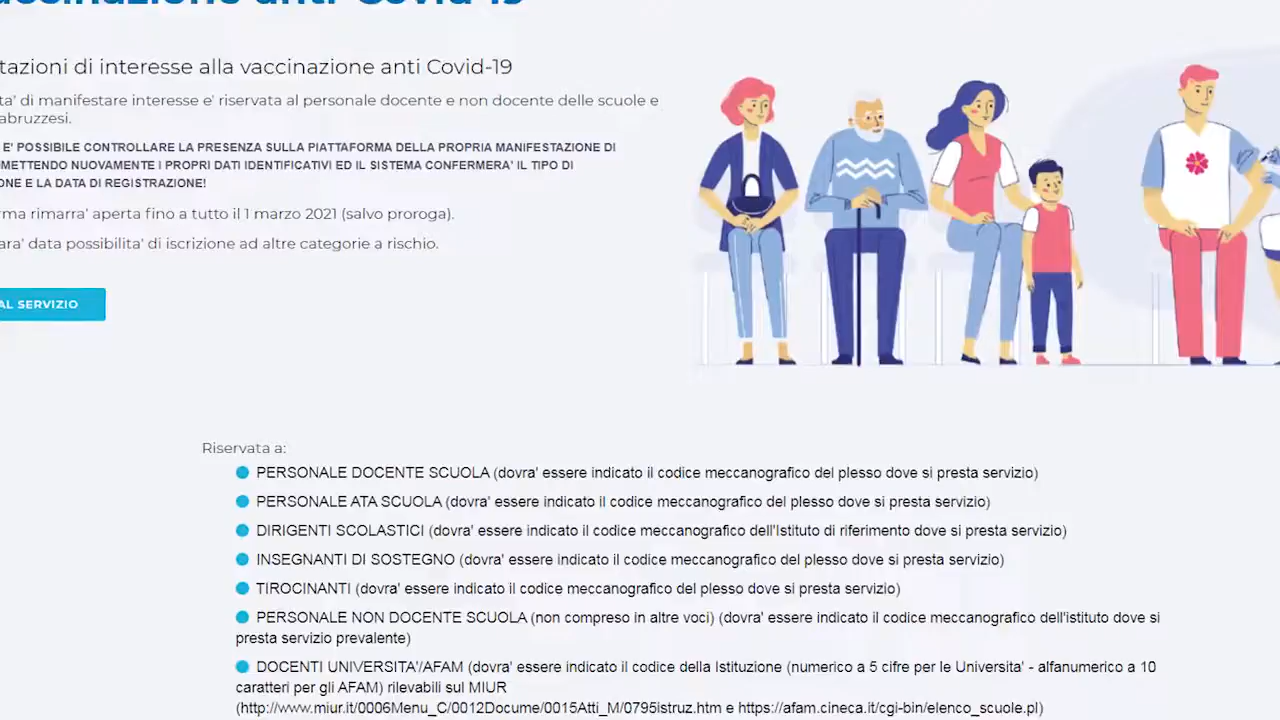 accinazione anti Covid-19
tazioni di interesse alla vaccinazione anti Covid-19
ta' di manifestare interesse e' riservata al personale docente e non docente delle scuole e
abruzzesi.
E' POSSIBILE CONTROLLARE LA PRESENZA SULLA PIATTAFORMA DELLA PROPRIA MANIFESTAZIONE DI
METTENDO NUOVAMENTE I PROPRI DATI IDENTIFICATIVI ED IL SISTEMA CONFERMERA' IL TIPO DI
ONE E LA DATA DI REGISTRAZIONE!
rma rimarra' aperta fino a tutto il 1 marzo 2021 (salvo proroga).
ara' data possibilita' di iscrizione ad altre categorie a rischio.
AL SERVIZIO
Riservata a:
PERSONALE DOCENTE SCUOLA (dovra' essere indicato il codice meccanografico del plesso dove si presta servizio)
PERSONALE ATA SCUOLA (dovra' essere indicato il codice meccanografico del plesso dove si presta servizio)
DIRIGENTI SCOLASTICI (dovra' essere indicato il codice meccanografico dell'Istituto di riferimento dove si presta servizio)
INSEGNANTI DI SOSTEGNO (dovra' essere indicato il codice meccanografico del plesso dove si presta servizio)
TIROCINANTI (dovra' essere indicato il codice meccanografico del plesso dove si presta servizio)
PERSONALE NON DOCENTE SCUOLA (non compreso in altre voci) (dovra' essere indicato il codice meccanografico dell'istituto dove si
presta servizio prevalente)
DOCENTI UNIVERSITA'/AFAM (dovra' essere indicato il codice della Istituzione (numerico a 5 cifre per le Universita' - alfanumerico a 10
caratteri per gli AFAM) rilevabili sul MIUR
(http://www.miur.it/0006Menu_C/0012Docume/0015Atti_M/0795istruz.htm e https://afam.cineca.it/cgi-bin/elenco_scuole.pl)